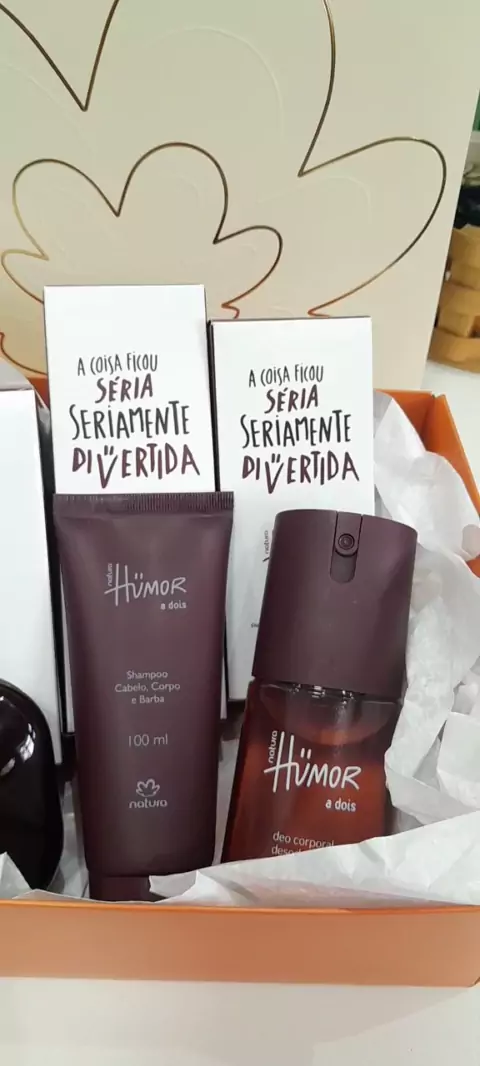 A COISA FICOU
SÉRIA
SERIAMENTE
DIVERTIDA
A COISA FICOU
SÉRIA
SERIAMENTE
DIVERTIDA
natura
HÜMOR
a dois
Shampoo
Cabelo, Corpo
e Barba
100 ml
natura
natura
HÜMOR
a dois
deo corporal